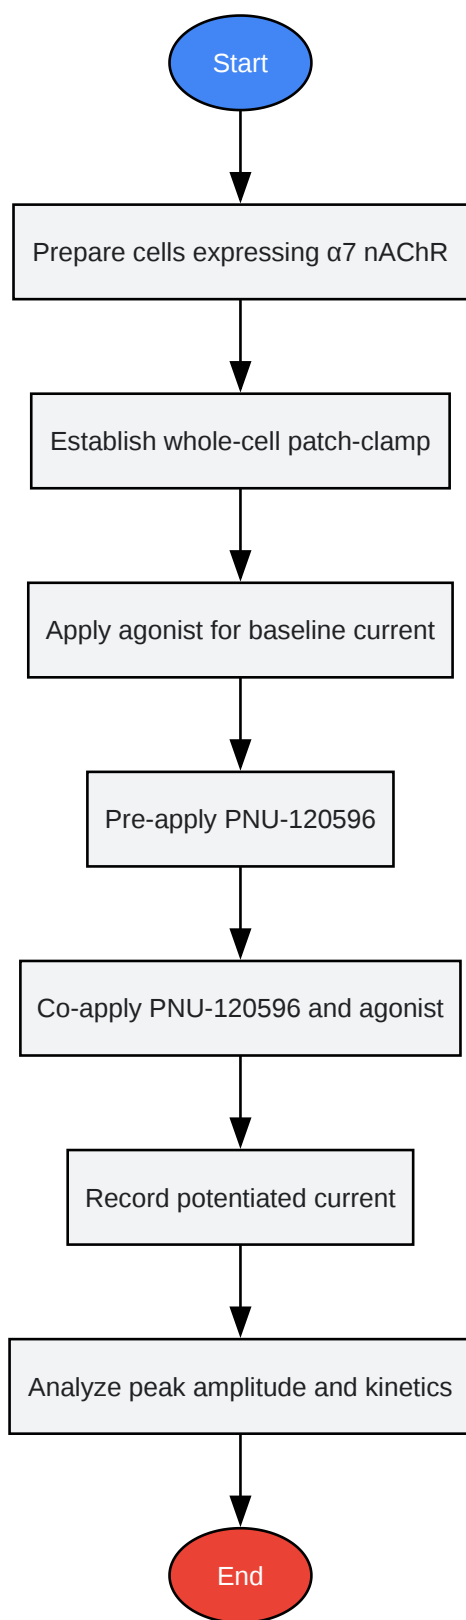 Start
Prepare cells expressing α7 nAChR
Establish whole-cell patch-clamp
Apply agonist for baseline current
Pre-apply PNU-120596
Co-apply PNU-120596 and agonist
Record potentiated current
Analyze peak amplitude and kinetics
End